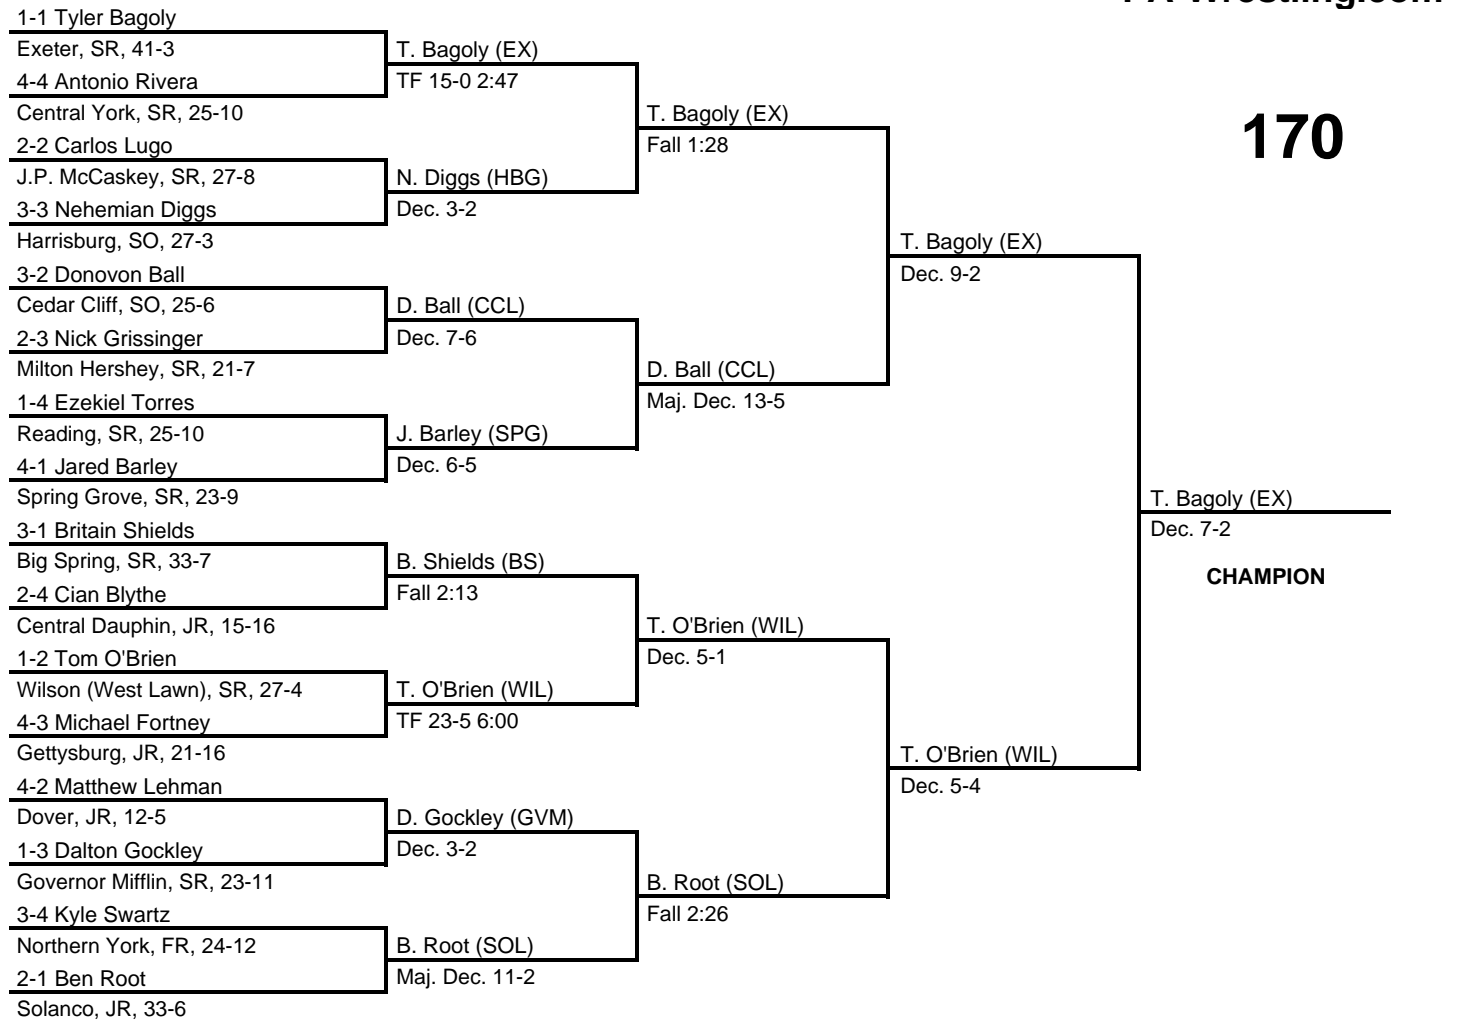 1-1 Tyler Bagoly
Exeter, SR, 41-3
4-4 Antonio Rivera
Central York, SR, 25-10
2-2 Carlos Lugo
J.P. McCaskey, SR, 27-8
3-3 Nehemian Diggs
Harrisburg, SO, 27-3
3-2 Donovon Ball
Cedar Cliff, SO, 25-6
2-3 Nick Grissinger
Milton Hershey, SR, 21-7
1-4 Ezekiel Torres
Reading, SR, 25-10
4-1 Jared Barley
Spring Grove, SR, 23-9
3-1 Britain Shields
Big Spring, SR, 33-7
2-4 Cian Blythe
Central Dauphin, JR, 15-16
1-2 Tom O'Brien
Wilson (West Lawn), SR, 27-4
4-3 Michael Fortney
Gettysburg, JR, 21-16
4-2 Matthew Lehman
Dover, JR, 12-5
1-3 Dalton Gockley
Governor Mifflin, SR, 23-11
3-4 Kyle Swartz
Northern York, FR, 24-12
2-1 Ben Root
Solanco, JR, 33-6
T. Bagoly (EX)
TF 15-0 2:47
N. Diggs (HBG)
Dec. 3-2
D. Ball (CCL)
Dec. 7-6
J. Barley (SPG)
Dec. 6-5
B. Shields (BS)
Fall 2:13
T. O'Brien (WIL)
TF 23-5 6:00
D. Gockley (GVM)
Dec. 3-2
B. Root (SOL)
Maj. Dec. 11-2
T. Bagoly (EX)
Fall 1:28
D. Ball (CCL)
Maj. Dec. 13-5
T. O'Brien (WIL)
Dec. 5-1
B. Root (SOL)
Fall 2:26
T. Bagoly (EX)
Dec. 9-2
T. O'Brien (WIL)
Dec. 5-4
170
T. Bagoly (EX)
Dec. 7-2
CHAMPION